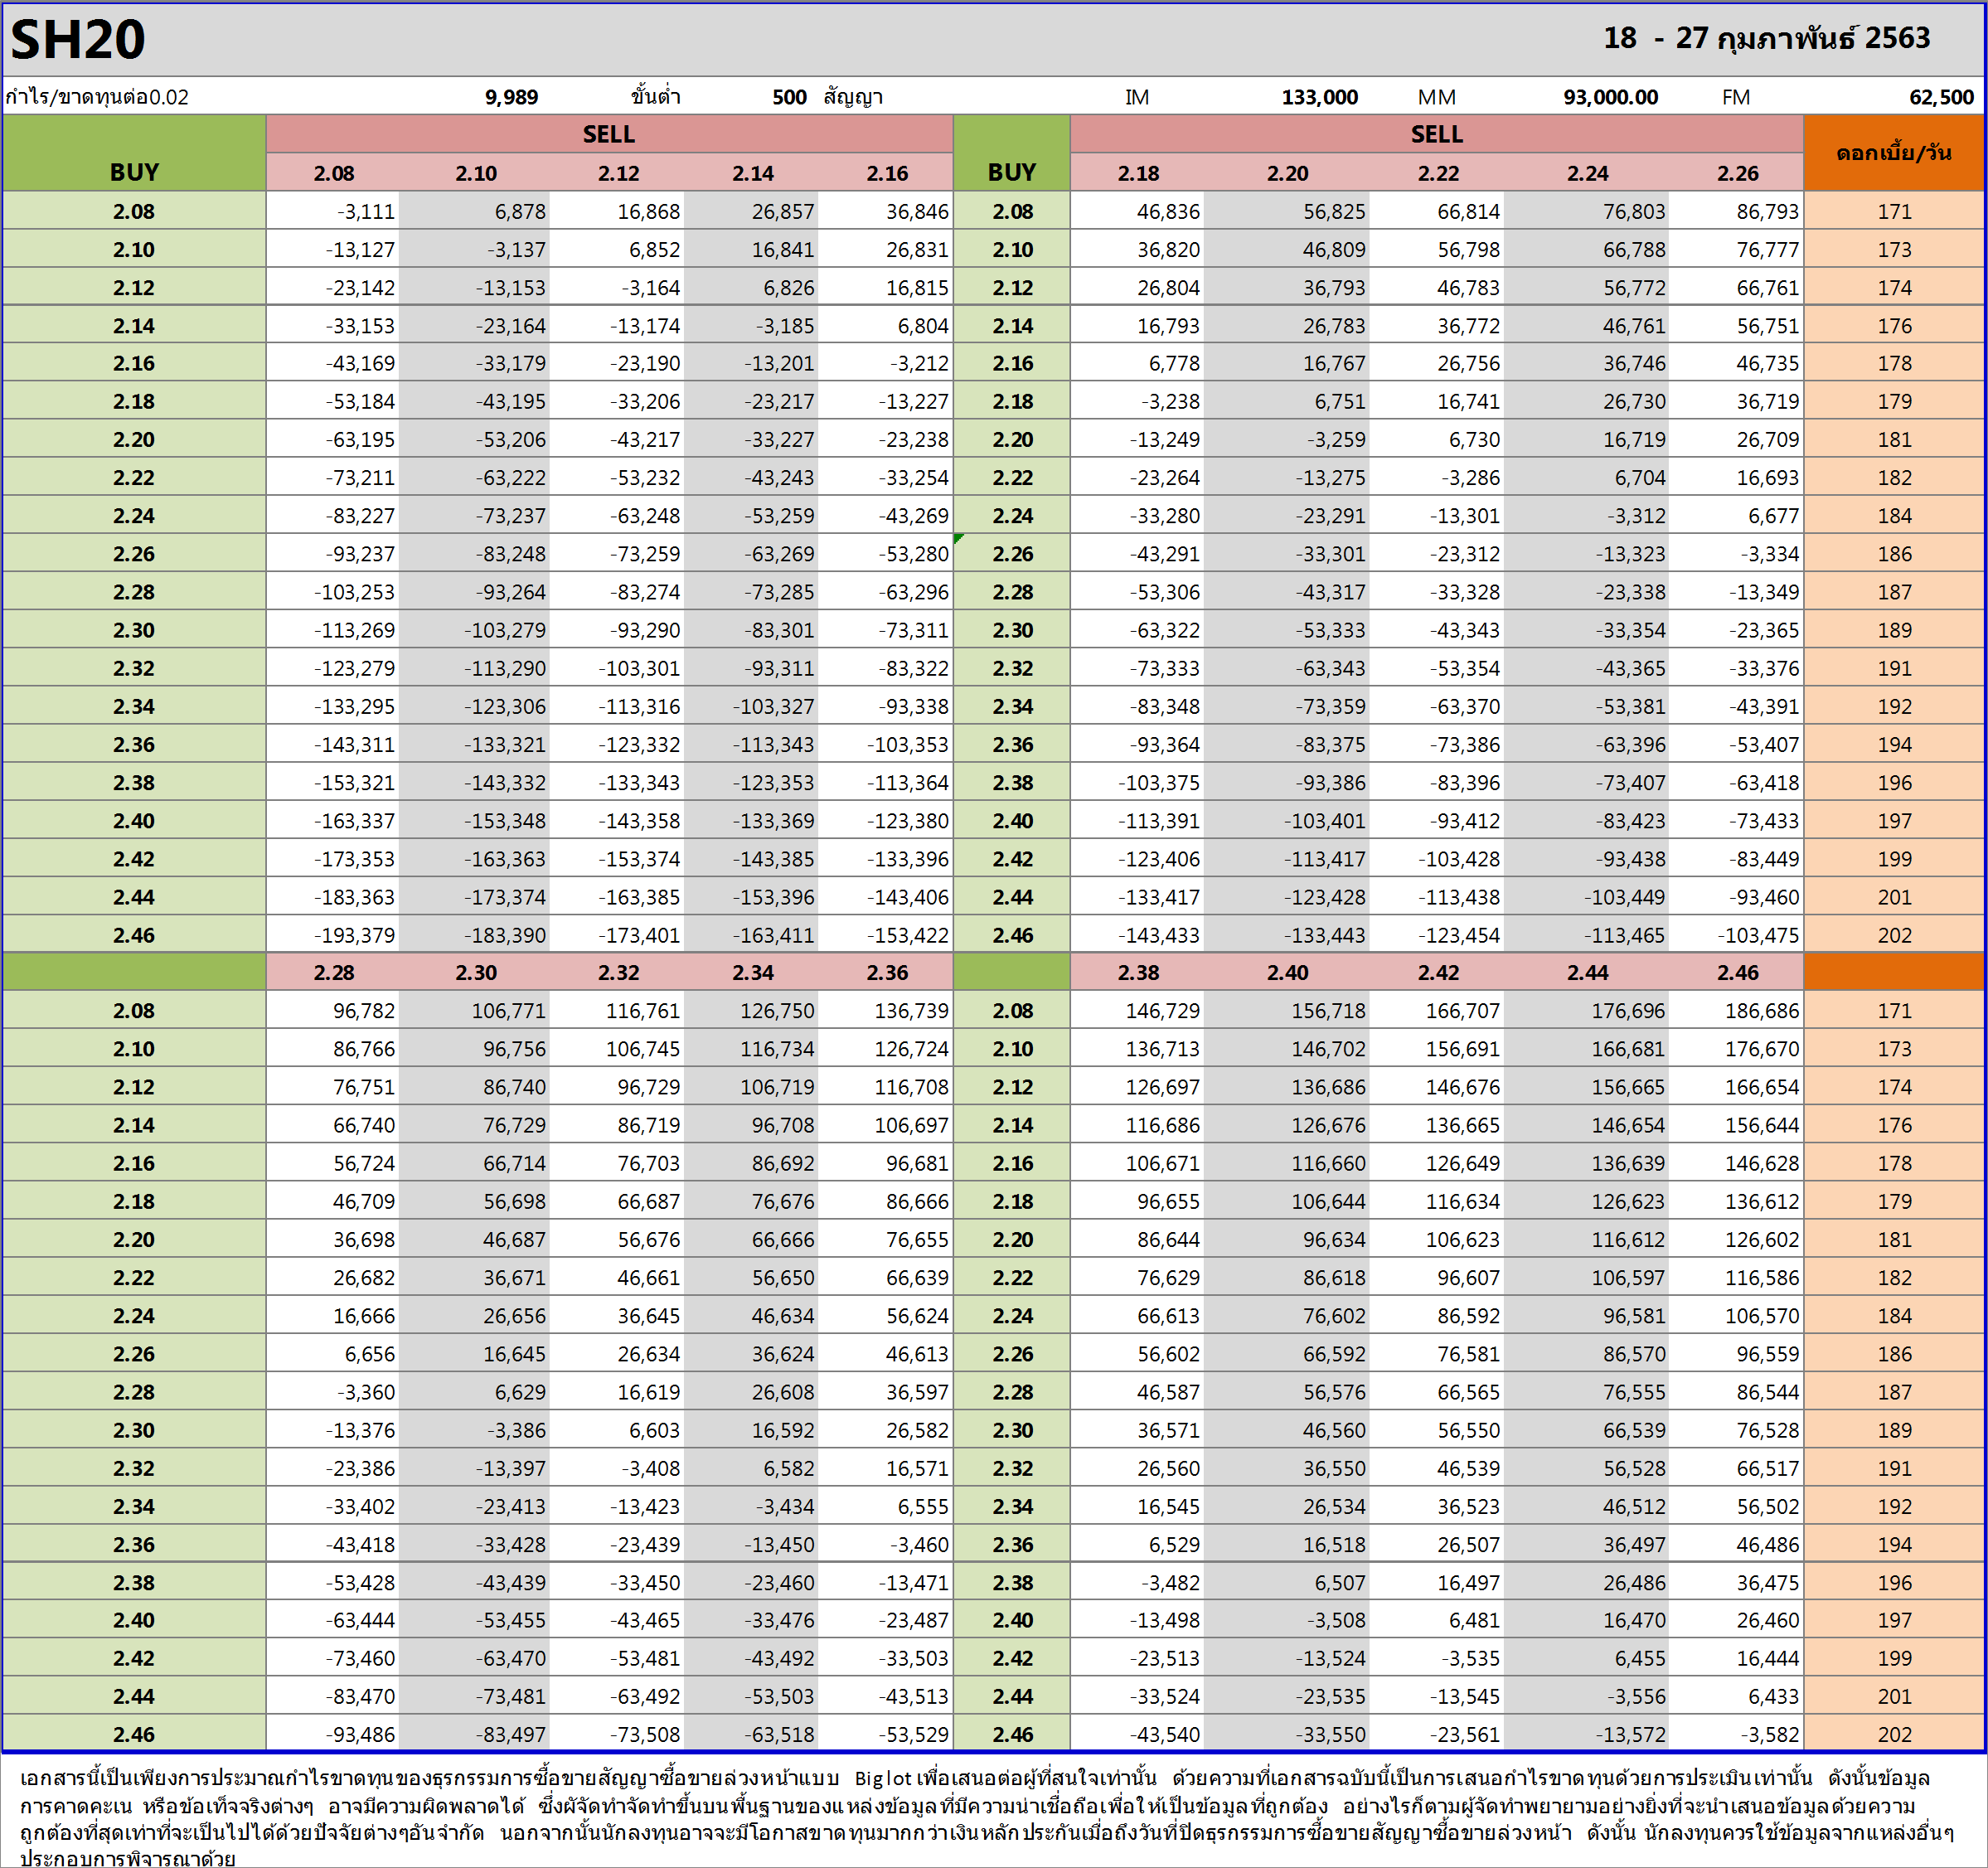 SH20 18 - 27 กุมภาพันธ์ 2563
กำไร/ขาดทุนต่อ0.02 9,989 ขั้นต่ำ 500 สัญญา IM 133,000 MM 93,000.00 FM 62,500
SELL SELL
BUY 2.08 2.10 2.12 2.14 2.16 BUY 2.18 2.20 2.22 2.24 2.26 ดอกเบี้ย/วัน
2.08 -3,111 6,878 16,868 26,857 36,846 2.08 46,836 56,825 66,814 76,803 86,793 171
2.10 -13,127 -3,137 6,852 16,841 26,831 2.10 36,820 46,809 56,798 66,788 76,777 173
2.12 -23,142 -13,153 -3,164 6,826 16,815 2.12 26,804 36,793 46,783 56,772 66,761 174
2.14 -33,153 -23,164 -13,174 -3,185 6,804 2.14 16,793 26,783 36,772 46,761 56,751 176
2.16 -43,169 -33,179 -23,190 -13,201 -3,212 2.16 6,778 16,767 26,756 36,746 46,735 178
2.18 -53,184 -43,195 -33,206 -23,217 -13,227 2.18 -3,238 6,751 16,741 26,730 36,719 179
2.20 -63,195 -53,206 -43,217 -33,227 -23,238 2.20 -13,249 -3,259 6,730 16,719 26,709 181
2.22 -73,211 -63,222 -53,232 -43,243 -33,254 2.22 -23,264 -13,275 -3,286 6,704 16,693 182
2.24 -83,227 -73,237 -63,248 -53,259 -43,269 2.24 -33,280 -23,291 -13,301 -3,312 6,677 184
2.26 -93,237 -83,248 -73,259 -63,269 -53,280 2.26 -43,291 -33,301 -23,312 -13,323 -3,334 186
2.28 -103,253 -93,264 -83,274 -73,285 -63,296 2.28 -53,306 -43,317 -33,328 -23,338 -13,349 187
2.30 -113,269 -103,279 -93,290 -83,301 -73,311 2.30 -63,322 -53,333 -43,343 -33,354 -23,365 189
2.32 -123,279 -113,290 -103,301 -93,311 -83,322 2.32 -73,333 -63,343 -53,354 -43,365 -33,376 191
2.34 -133,295 -123,306 -113,316 -103,327 -93,338 2.34 -83,348 -73,359 -63,370 -53,381 -43,391 192
2.36 -143,311 -133,321 -123,332 -113,343 -103,353 2.36 -93,364 -83,375 -73,386 -63,396 -53,407 194
2.38 -153,321 -143,332 -133,343 -123,353 -113,364 2.38 -103,375 -93,386 -83,396 -73,407 -63,418 196
2.40 -163,337 -153,348 -143,358 -133,369 -123,380 2.40 -113,391 -103,401 -93,412 -83,423 -73,433 197
2.42 -173,353 -163,363 -153,374 -143,385 -133,396 2.42 -123,406 -113,417 -103,428 -93,438 -83,449 199
2.44 -183,363 -173,374 -163,385 -153,396 -143,406 2.44 -133,417 -123,428 -113,438 -103,449 -93,460 201
2.46 -193,379 -183,390 -173,401 -163,411 -153,422 2.46 -143,433 -133,443 -123,454 -113,465 -103,475 202
2.28 2.30 2.32 2.34 2.36 2.38 2.40 2.42 2.44 2.46
2.08 96,782 106,771 116,761 126,750 136,739 2.08 146,729 156,718 166,707 176,696 186,686 171
2.10 86,766 96,756 106,745 116,734 126,724 2.10 136,713 146,702 156,691 166,681 176,670 173
2.12 76,751 86,740 96,729 106,719 116,708 2.12 126,697 136,686 146,676 156,665 166,654 174
2.14 66,740 76,729 86,719 96,708 106,697 2.14 116,686 126,676 136,665 146,654 156,644 176
2.16 56,724 66,714 76,703 86,692 96,681 2.16 106,671 116,660 126,649 136,639 146,628 178
2.18 46,709 56,698 66,687 76,676 86,666 2.18 96,655 106,644 116,634 126,623 136,612 179
2.20 36,698 46,687 56,676 66,666 76,655 2.20 86,644 96,634 106,623 116,612 126,602 181
2.22 26,682 36,671 46,661 56,650 66,639 2.22 76,629 86,618 96,607 106,597 116,586 182
2.24 16,666 26,656 36,645 46,634 56,624 2.24 66,613 76,602 86,592 96,581 106,570 184
2.26 6,656 16,645 26,634 36,624 46,613 2.26 56,602 66,592 76,581 86,570 96,559 186
2.28 -3,360 6,629 16,619 26,608 36,597 2.28 46,587 56,576 66,565 76,555 86,544 187
2.30 -13,376 -3,386 6,603 16,592 26,582 2.30 36,571 46,560 56,550 66,539 76,528 189
2.32 -23,386 -13,397 -3,408 6,582 16,571 2.32 26,560 36,550 46,539 56,528 66,517 191
2.34 -33,402 -23,413 -13,423 -3,434 6,555 2.34 16,545 26,534 36,523 46,512 56,502 192
2.36 -43,418 -33,428 -23,439 -13,450 -3,460 2.36 6,529 16,518 26,507 36,497 46,486 194
2.38 -53,428 -43,439 -33,450 -23,460 -13,471 2.38 -3,482 6,507 16,497 26,486 36,475 196
2.40 -63,444 -53,455 -43,465 -33,476 -23,487 2.40 -13,498 -3,508 6,481 16,470 26,460 197
2.42 -73,460 -63,470 -53,481 -43,492 -33,503 2.42 -23,513 -13,524 -3,535 6,455 16,444 199
2.44 -83,470 -73,481 -63,492 -53,503 -43,513 2.44 -33,524 -23,535 -13,545 -3,556 6,433 201
2.46 -93,486 -83,497 -73,508 -63,518 -53,529 2.46 -43,540 -33,550 -23,561 -13,572 -3,582 202
เอกสารนี้เป็นเพียงการประมาณกำไรขาดทุนของธุรกรรมการซื้อขายสัญญาซื้อขายล่วงหน้าแบบ Big lot เพื่อเสนอต่อผู้ที่สนใจเท่านั้น ด้วยความที่เอกสารฉบับนี้เป็นการเสนอกำไรขาดทุนด้วยการประเมินเท่านั้น ดังนั้นข้อมูล
การคาดคะเน หรือข้อเท็จจริงต่างๆ อาจมีความผิดพลาดได้ ซึ่งผัจัดทำจัดทำขึ้นบนพื้นฐานของแหล่งข้อมูลที่มีความน่าเชื่อถือเพื่อให้เป็นข้อมูลที่ถูกต้อง อย่างไรก็ตามผู้จัดทำพยายามอย่างยิ่งที่จะนำเสนอข้อมูลด้วยความ
ถูกต้องที่สุดเท่าที่จะเป็นไปได้ด้วยปัจจัยต่างๆอันจำกัด นอกจากนั้นนักลงทุนอาจจะมีโอกาสขาดทุนมากกว่าเงินหลักประกันเมื่อถึงวันที่ปิดธุรกรรมการซื้อขายสัญญาซื้อขายล่วงหน้า ดังนั้น นักลงทุนควรใช้ข้อมูลจากแหล่งอื่นๆ
ประกอบการพิจารณาด้วย